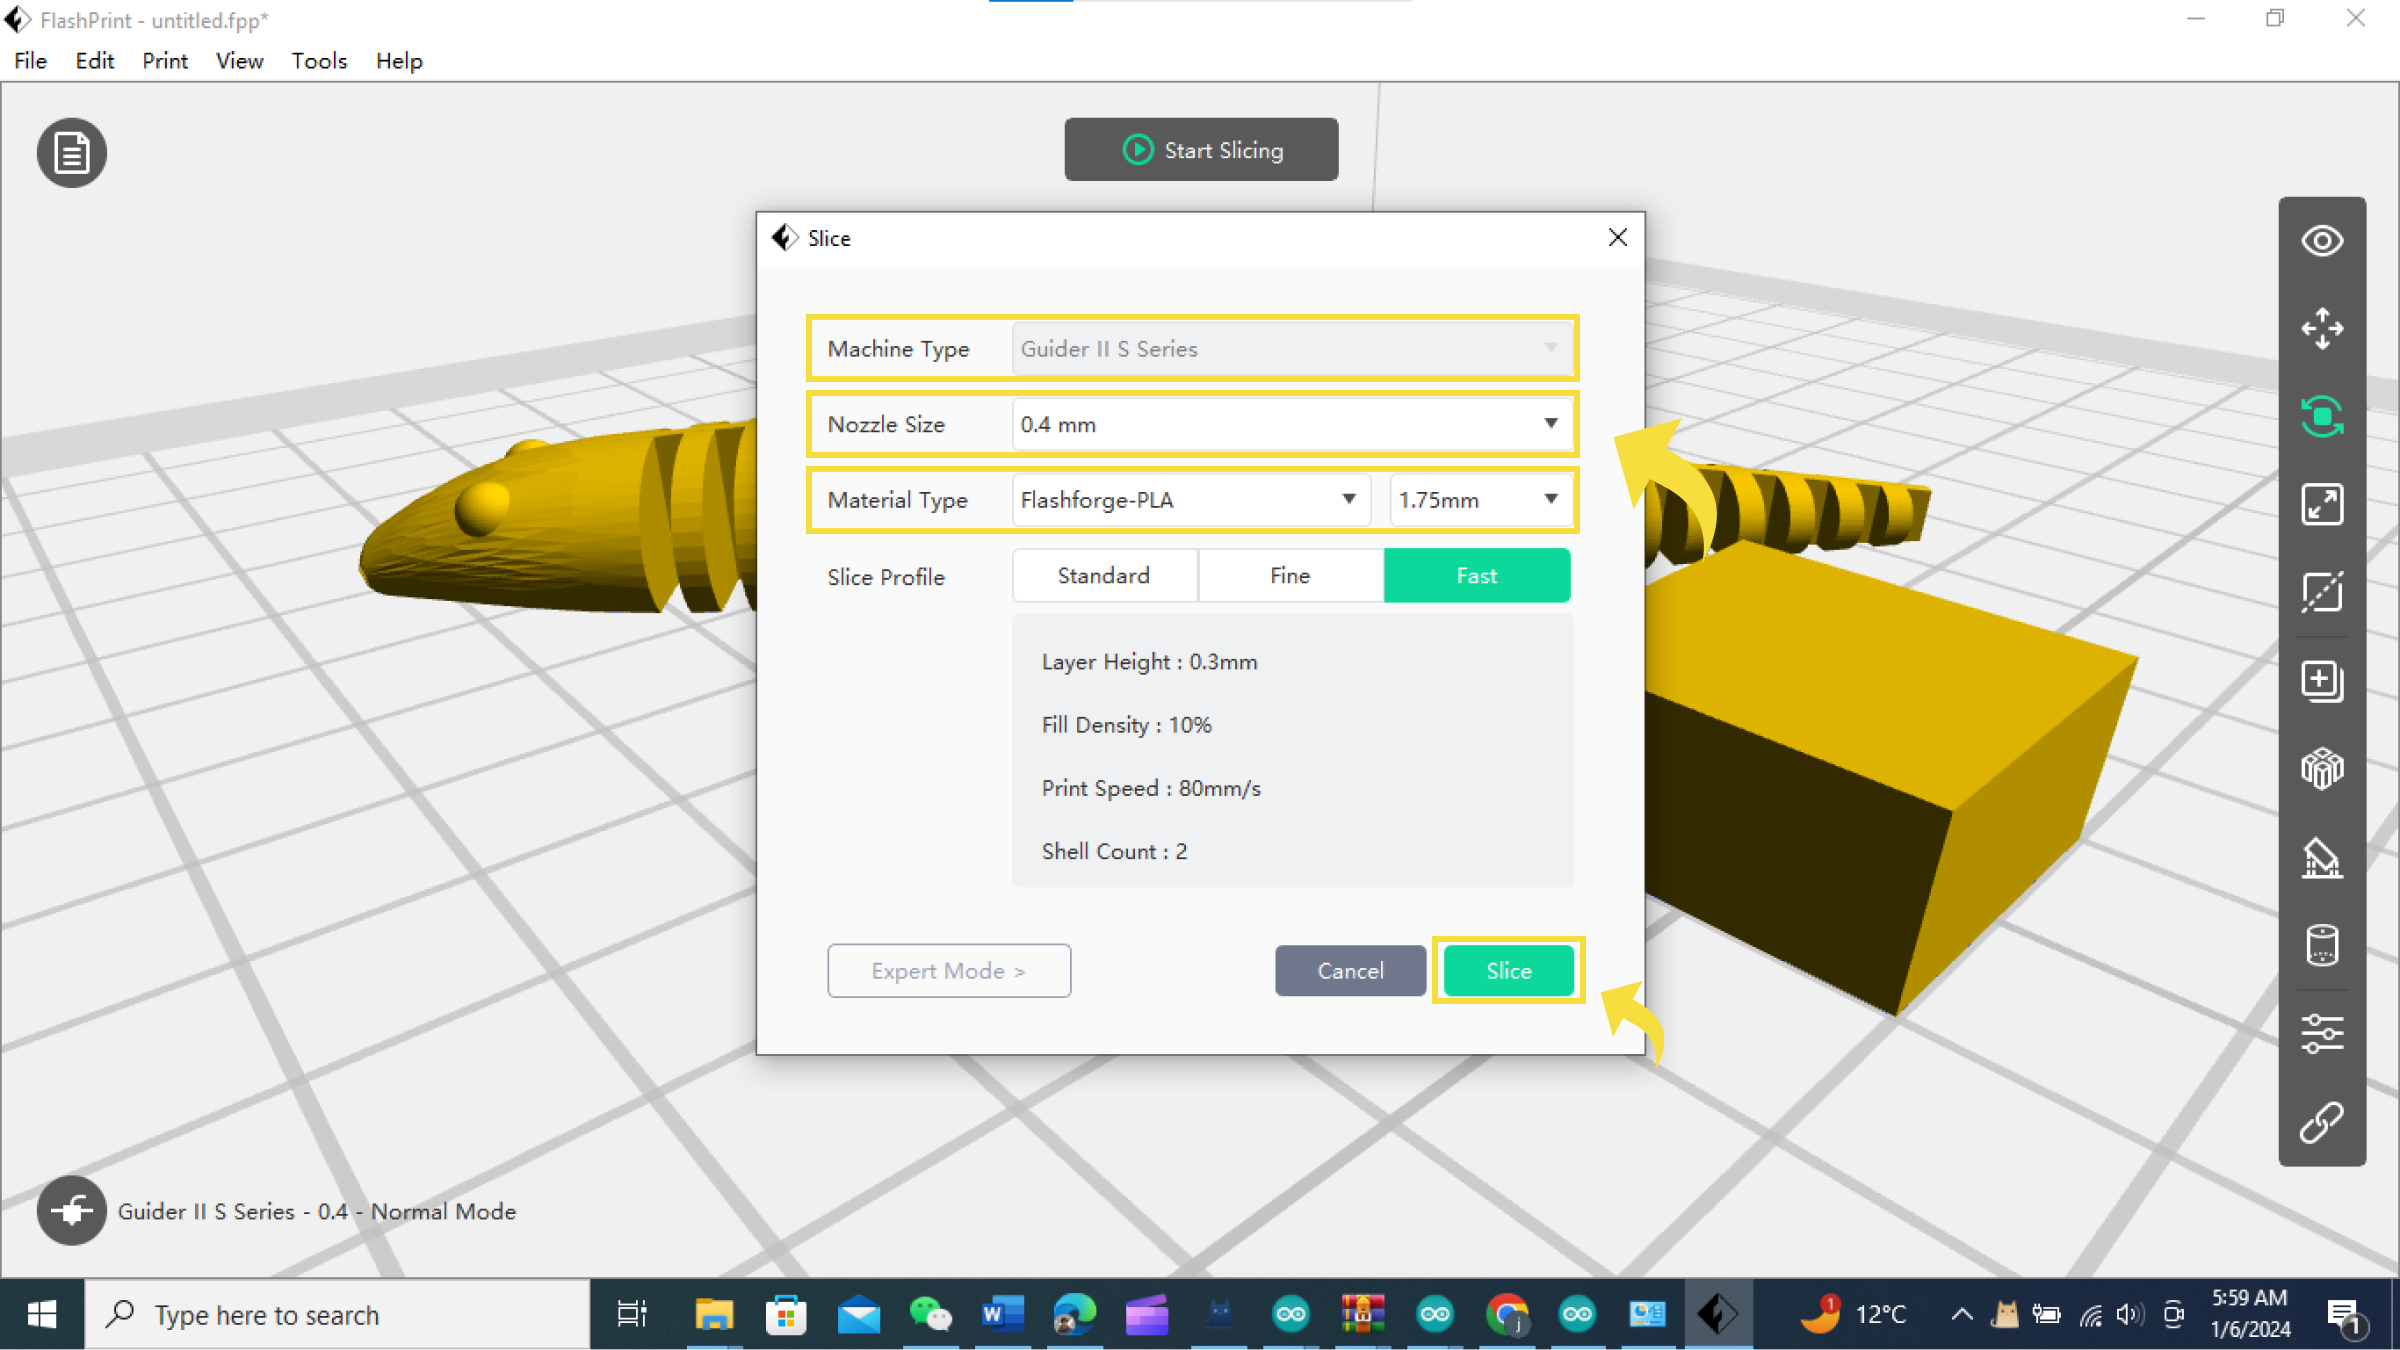 FlashPrint - untitled.fpp*
File Edit Print View Tools Help
Start Slicing
Slice
Machine Type Guider II S Series
Nozzle Size 0.4 mm
Material Type Flashforge-PLA 1.75mm
Slice Profile Standard Fine Fast
Layer Height : 0.3mm
Fill Density : 10%
Print Speed : 80mm/s
Shell Count : 2
Expert Mode > Cancel Slice
Guider II S Series - 0.4 - Normal Mode
Type here to search
W
j
1
12°C
5:59 AM
1/6/2024
1